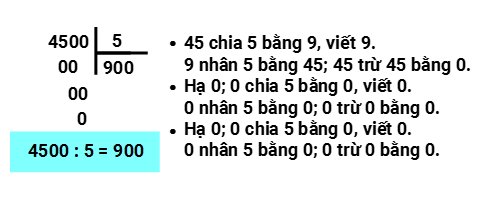 4500 5
00 900
00
0
4500 : 5 = 900
• 45 chia 5 bằng 9, viết 9.
9 nhân 5 bằng 45; 45 trừ 45 bằng 0.
• Hạ 0; 0 chia 5 bằng 0, viết 0.
0 nhân 5 bằng 0; 0 trừ 0 bằng 0.
• Hạ 0; 0 chia 5 bằng 0, viết 0.
0 nhân 5 bằng 0; 0 trừ 0 bằng 0.